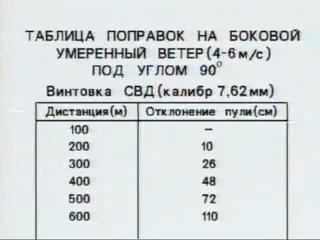 ТАБЛИЦА ПОПРАВОК НА БОКОВОЙ
УМЕРЕННЫЙ ВЕТЕР (4-6 м/с)
ПОД УГЛОМ 90°
Винтовка СВД (калибр 7,62 мм)
Дистанция (м) Отклонение пули (см)
100 –
200 10
300 26
400 48
500 72
600 110